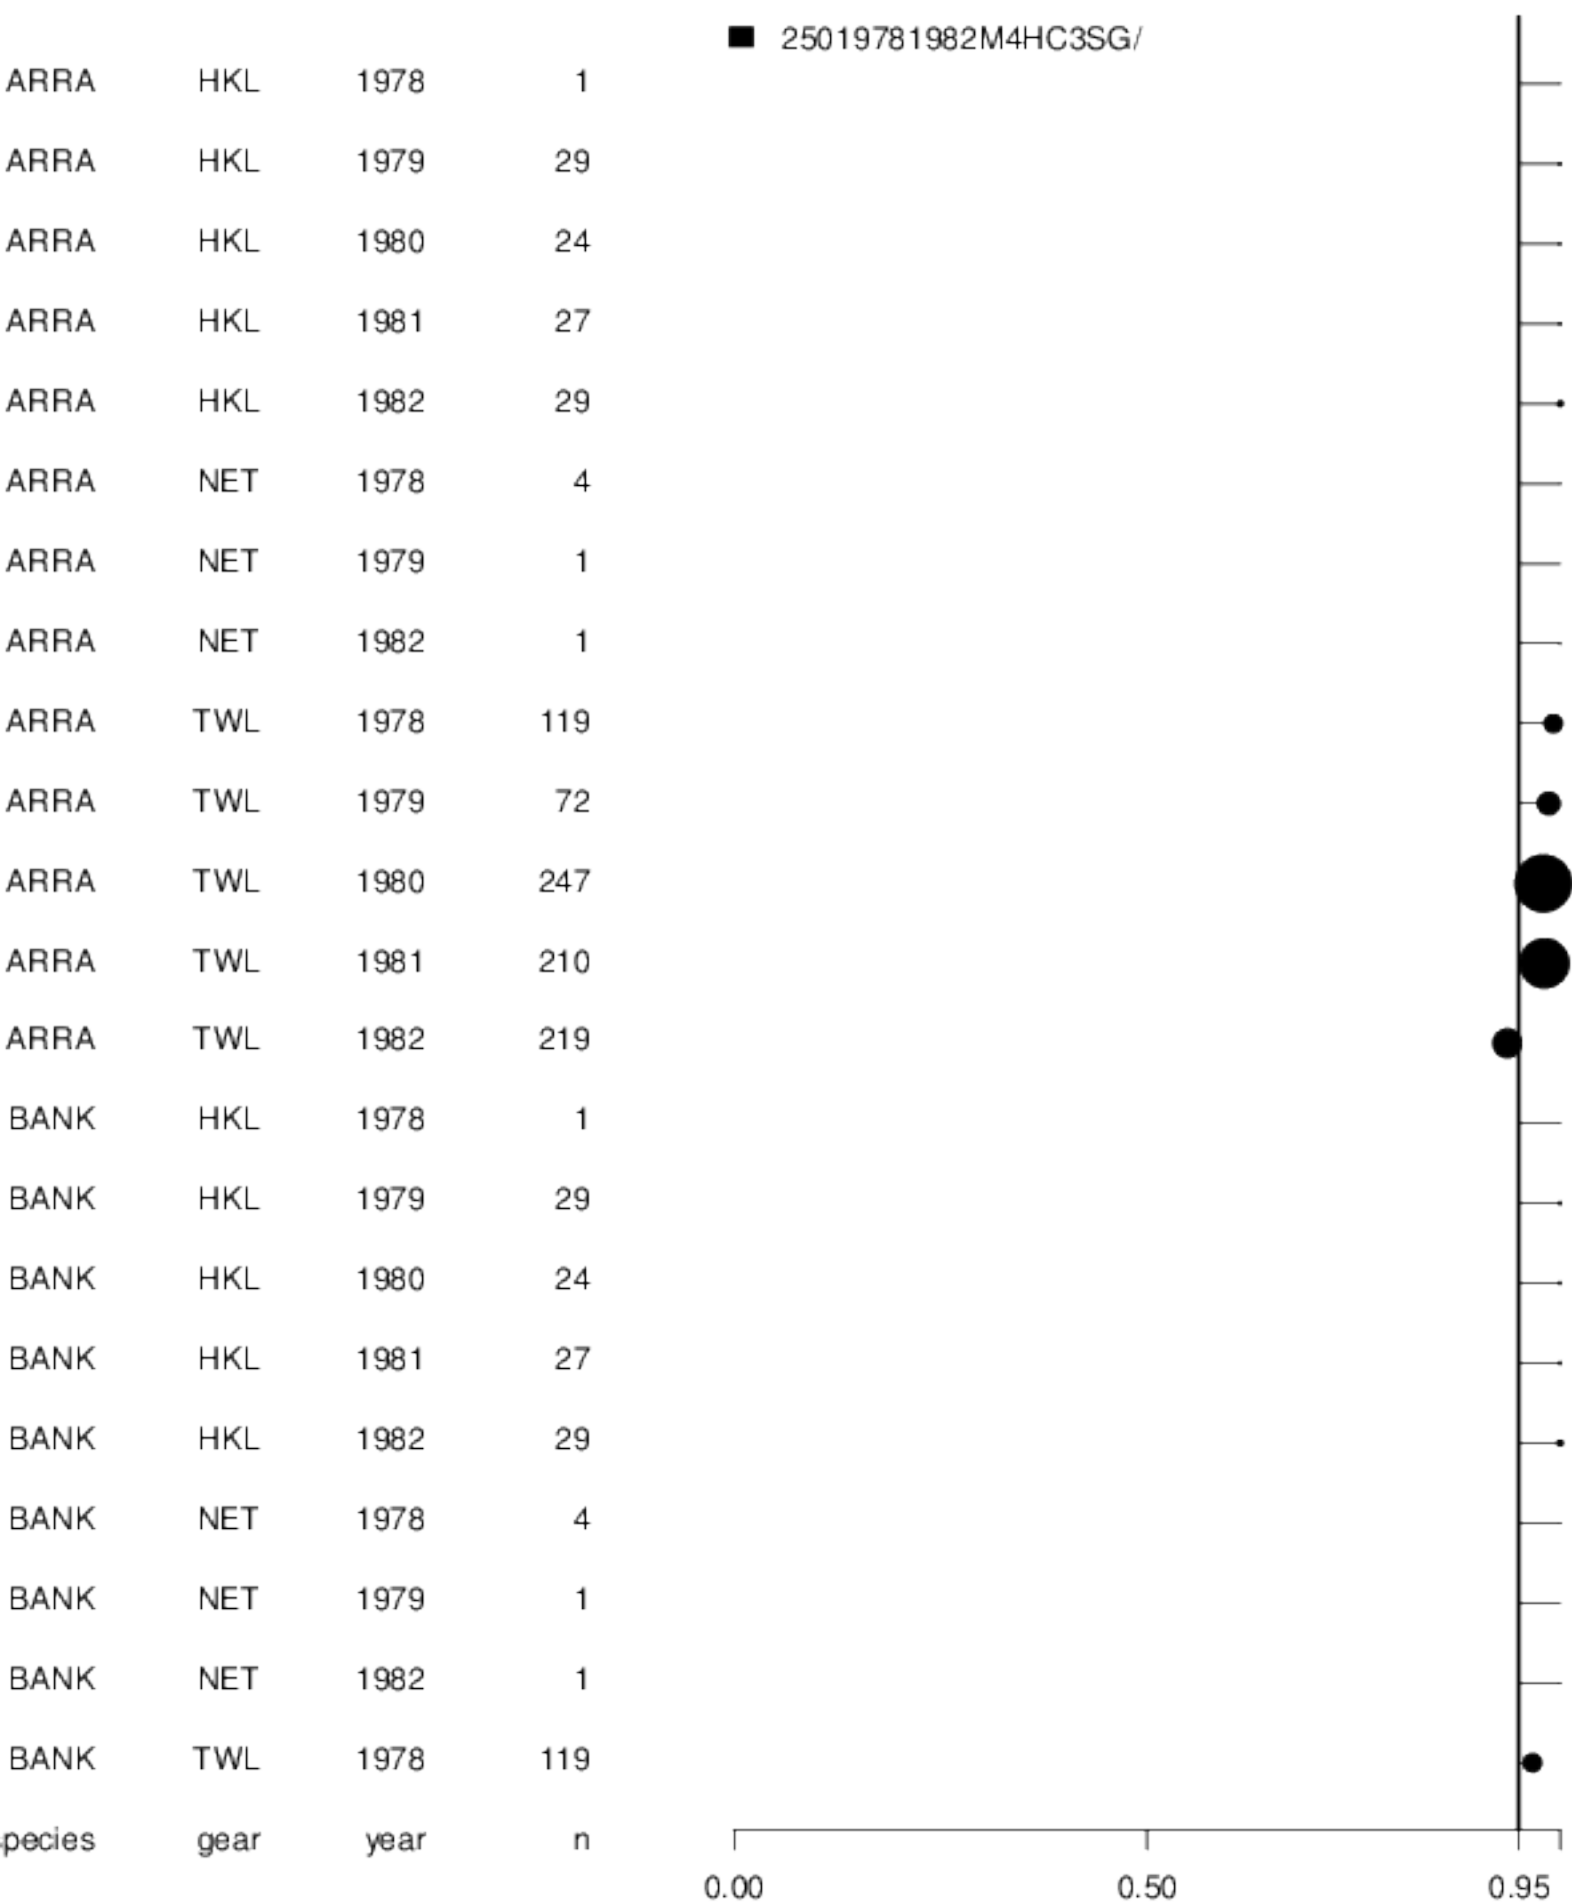 25019781982M4HC3SG/
ARRA HKL 1978 1
ARRA HKL 1979 29
ARRA HKL 1980 24
ARRA HKL 1981 27
ARRA HKL 1982 29
ARRA NET 1978 4
ARRA NET 1979 1
ARRA NET 1982 1
ARRA TWL 1978 119
ARRA TWL 1979 72
ARRA TWL 1980 247
ARRA TWL 1981 210
ARRA TWL 1982 219
BANK HKL 1978 1
BANK HKL 1979 29
BANK HKL 1980 24
BANK HKL 1981 27
BANK HKL 1982 29
BANK NET 1978 4
BANK NET 1979 1
BANK NET 1982 1
BANK TWL 1978 119
pecies gear year n
0.00 0.50 0.95